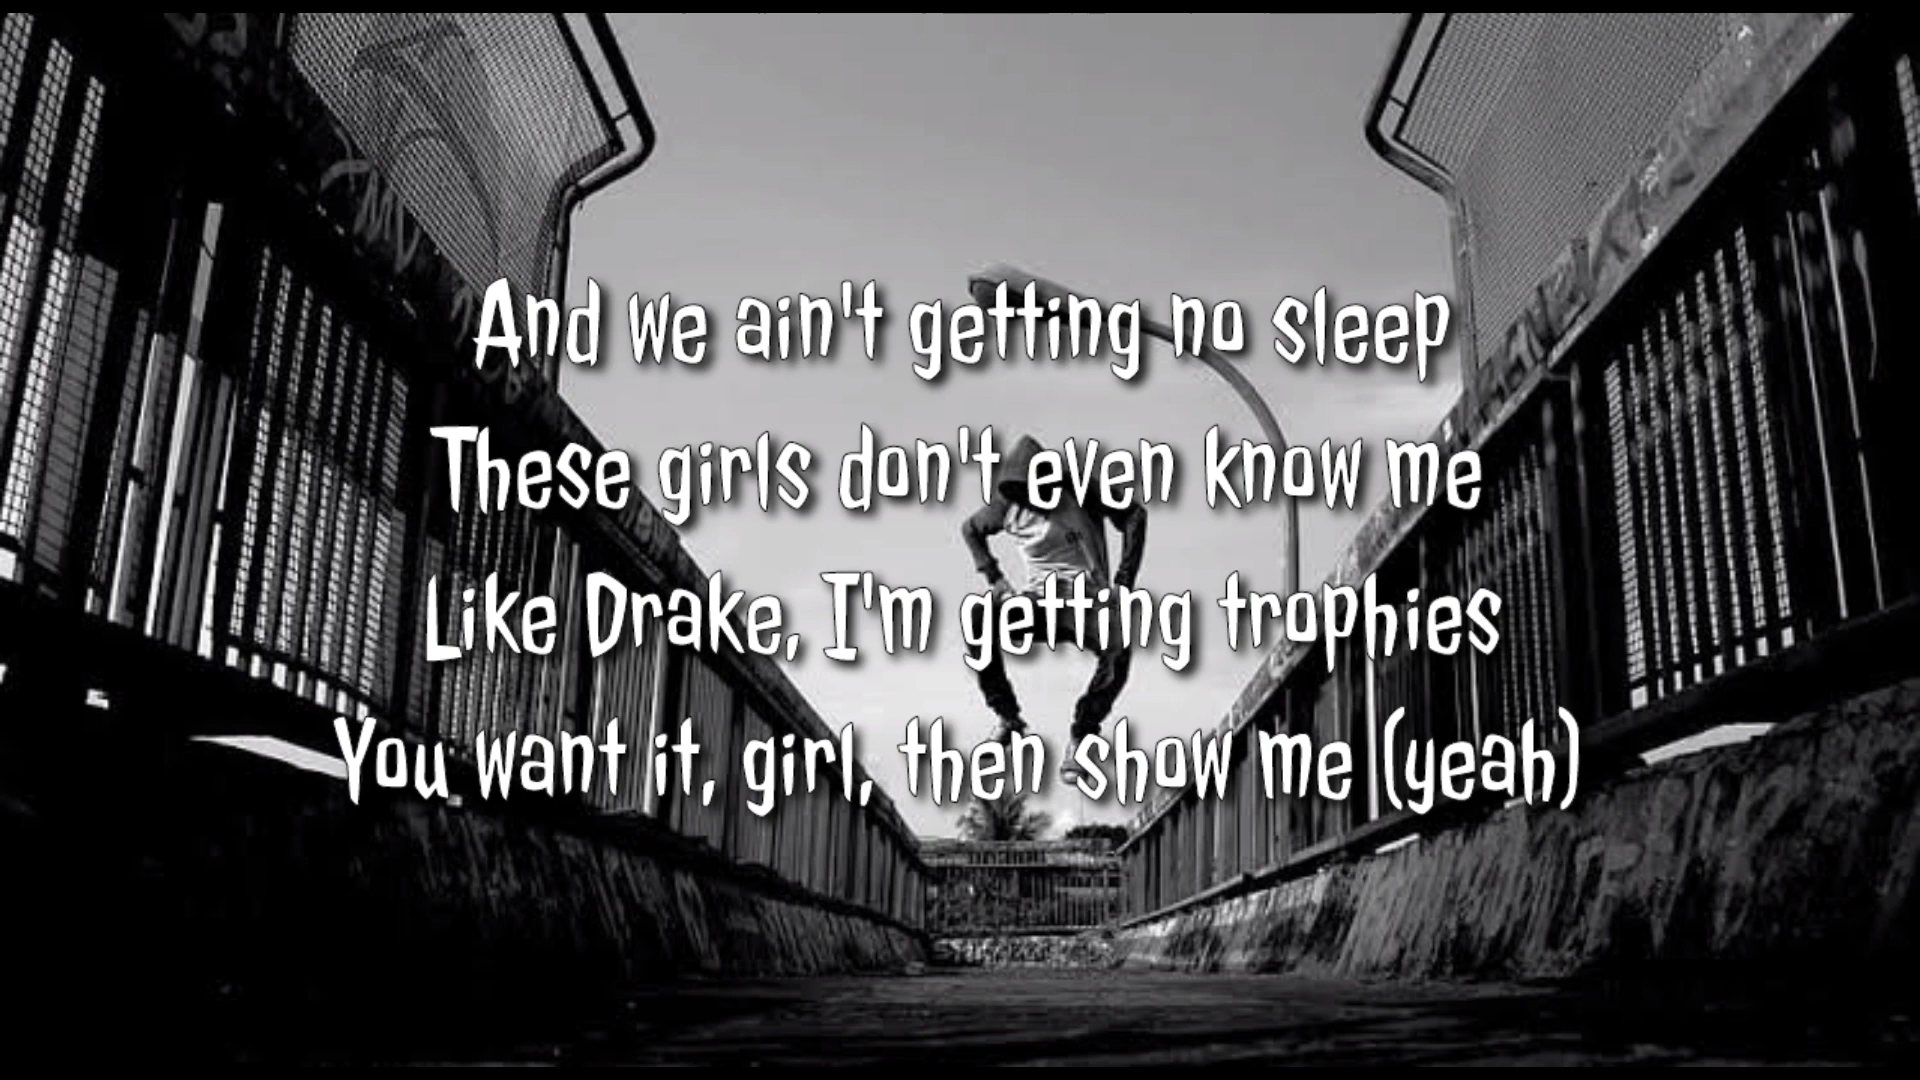 And we ain't getting no sleep
These girls don't even know me
Like Drake, I'm getting trophies
You want it, girl, then show me (yeah)